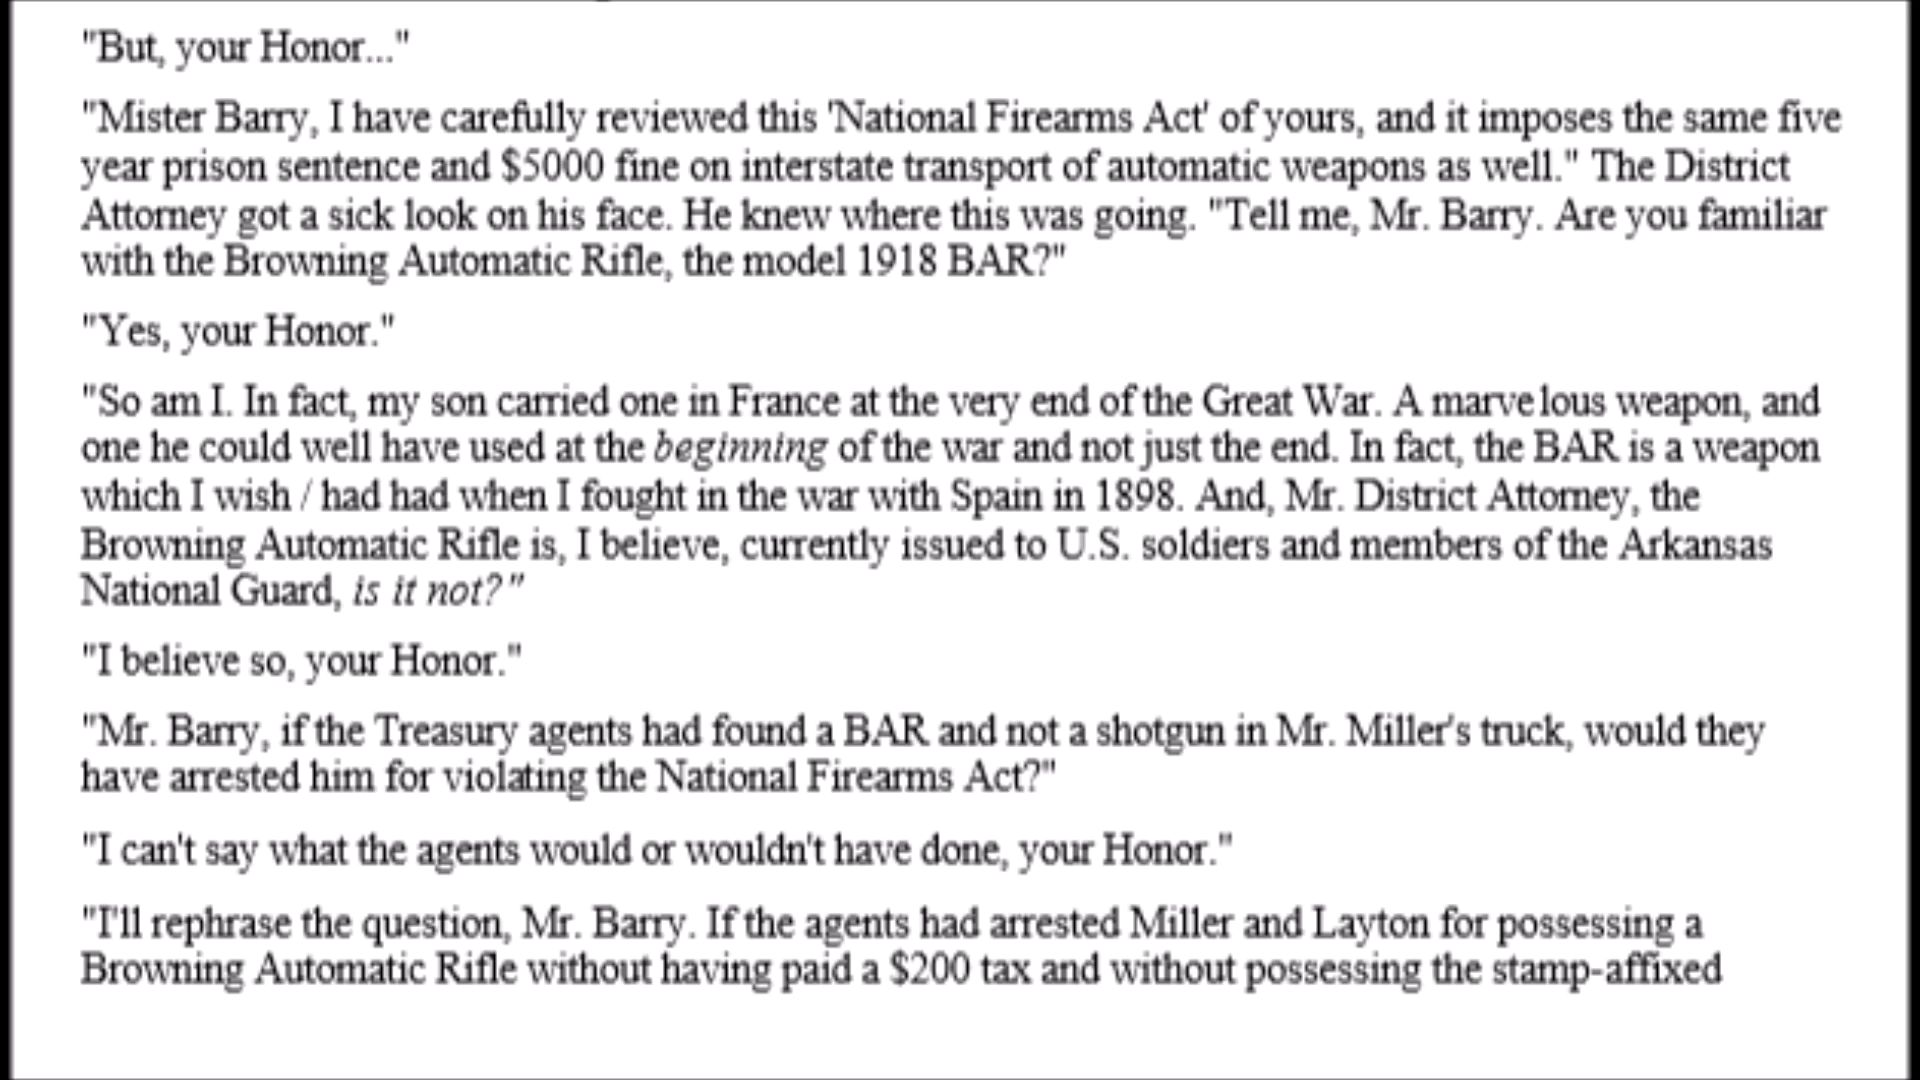 "But, your Honor..."
"Mister Barry, I have carefully reviewed this 'National Firearms Act' of yours, and it imposes the same five
year prison sentence and $5000 fine on interstate transport of automatic weapons as well." The District
Attorney got a sick look on his face. He knew where this was going. "Tell me, Mr. Barry. Are you familiar
with the Browning Automatic Rifle, the model 1918 BAR?"
"Yes, your Honor."
"So am I. In fact, my son carried one in France at the very end of the Great War. A marvelous weapon, and
one he could well have used at the beginning of the war and not just the end. In fact, the BAR is a weapon
which I wish / had had when I fought in the war with Spain in 1898. And, Mr. District Attorney, the
Browning Automatic Rifle is, I believe, currently issued to U.S. soldiers and members of the Arkansas
National Guard, is it not?"
"I believe so, your Honor."
"Mr. Barry, if the Treasury agents had found a BAR and not a shotgun in Mr. Miller's truck, would they
have arrested him for violating the National Firearms Act?"
"I can't say what the agents would or wouldn't have done, your Honor."
"I'll rephrase the question, Mr. Barry. If the agents had arrested Miller and Layton for possessing a
Browning Automatic Rifle without having paid a $200 tax and without possessing the stamp-affixed